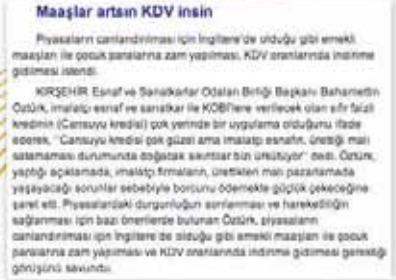 Maaşlar artsın KDV insin
Piyasaların canlandırılması için İngiltere'de olduğu gibi emekli
maaşları ile çocuk paralarına zam yapılması, KDV oranlarında indirime
gidilmesi istendi.
KIRŞEHİR Esnaf ve Sanatkarlar Odaları Birliği Başkanı Bahamettin
Öztürk, imalatçı esnaf ve sanatkar ile KOBİ'lere verilecek olan sıfır faizli
kredinin (Cansuyu kredisi) çok yerinde bir uygulama olduğunu ifade
ederek, "Cansuyu kredisi çok güzel ama imalatçı esnafın, ürettiği malı
satamaması durumunda doğacak sıkıntılar bizi ürkütüyor" dedi. Öztürk,
yaptığı açıklamada, imalatçı firmaların, ürettikleri malı pazarlamada
yaşayacağı sorunlar sebebiyle borcunu ödemekte güçlük çekeceğine
işaret etti. Piyasalardaki durgunluğun sonlanması ve hareketliliğin
sağlanması için bazı önerilerde bulunan Öztürk, piyasaların
canlandırılması için İngiltere'de olduğu gibi emekli maaşları ile çocuk
paralarına zam yapılması ve KDV oranlarında indirime gidilmesi gerektiği
görüşünü savundu.